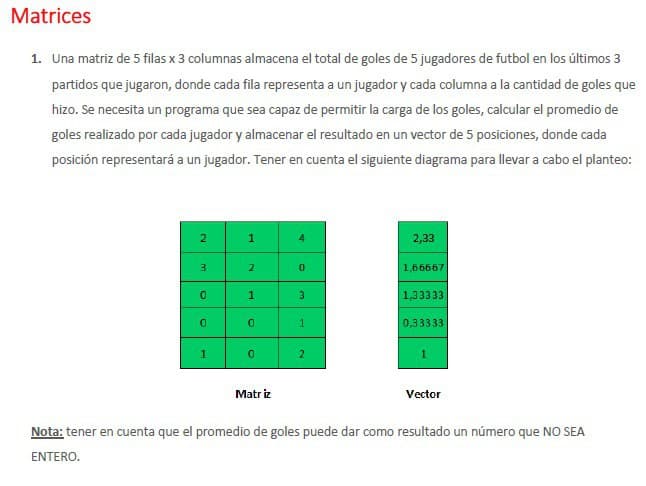 Matrices
1. Una matriz de 5 filas x 3 columnas almacena el total de goles de 5 jugadores de futbol en los últimos 3
partidos que jugaron, donde cada fila representa a un jugador y cada columna a la cantidad de goles que
hizo. Se necesita un programa que sea capaz de permitir la carga de los goles, calcular el promedio de
goles realizado por cada jugador y almacenar el resultado en un vector de 5 posiciones, donde cada
posición representará a un jugador. Tener en cuenta el siguiente diagrama para llevar a cabo el planteo:
2 1 4 2,33
3 2 0 1,66667
0 1 3 1,33333
0 0 1 0,33333
1 0 2 1
Matriz Vector
Nota: tener en cuenta que el promedio de goles puede dar como resultado un número que NO SEA
ENTERO.